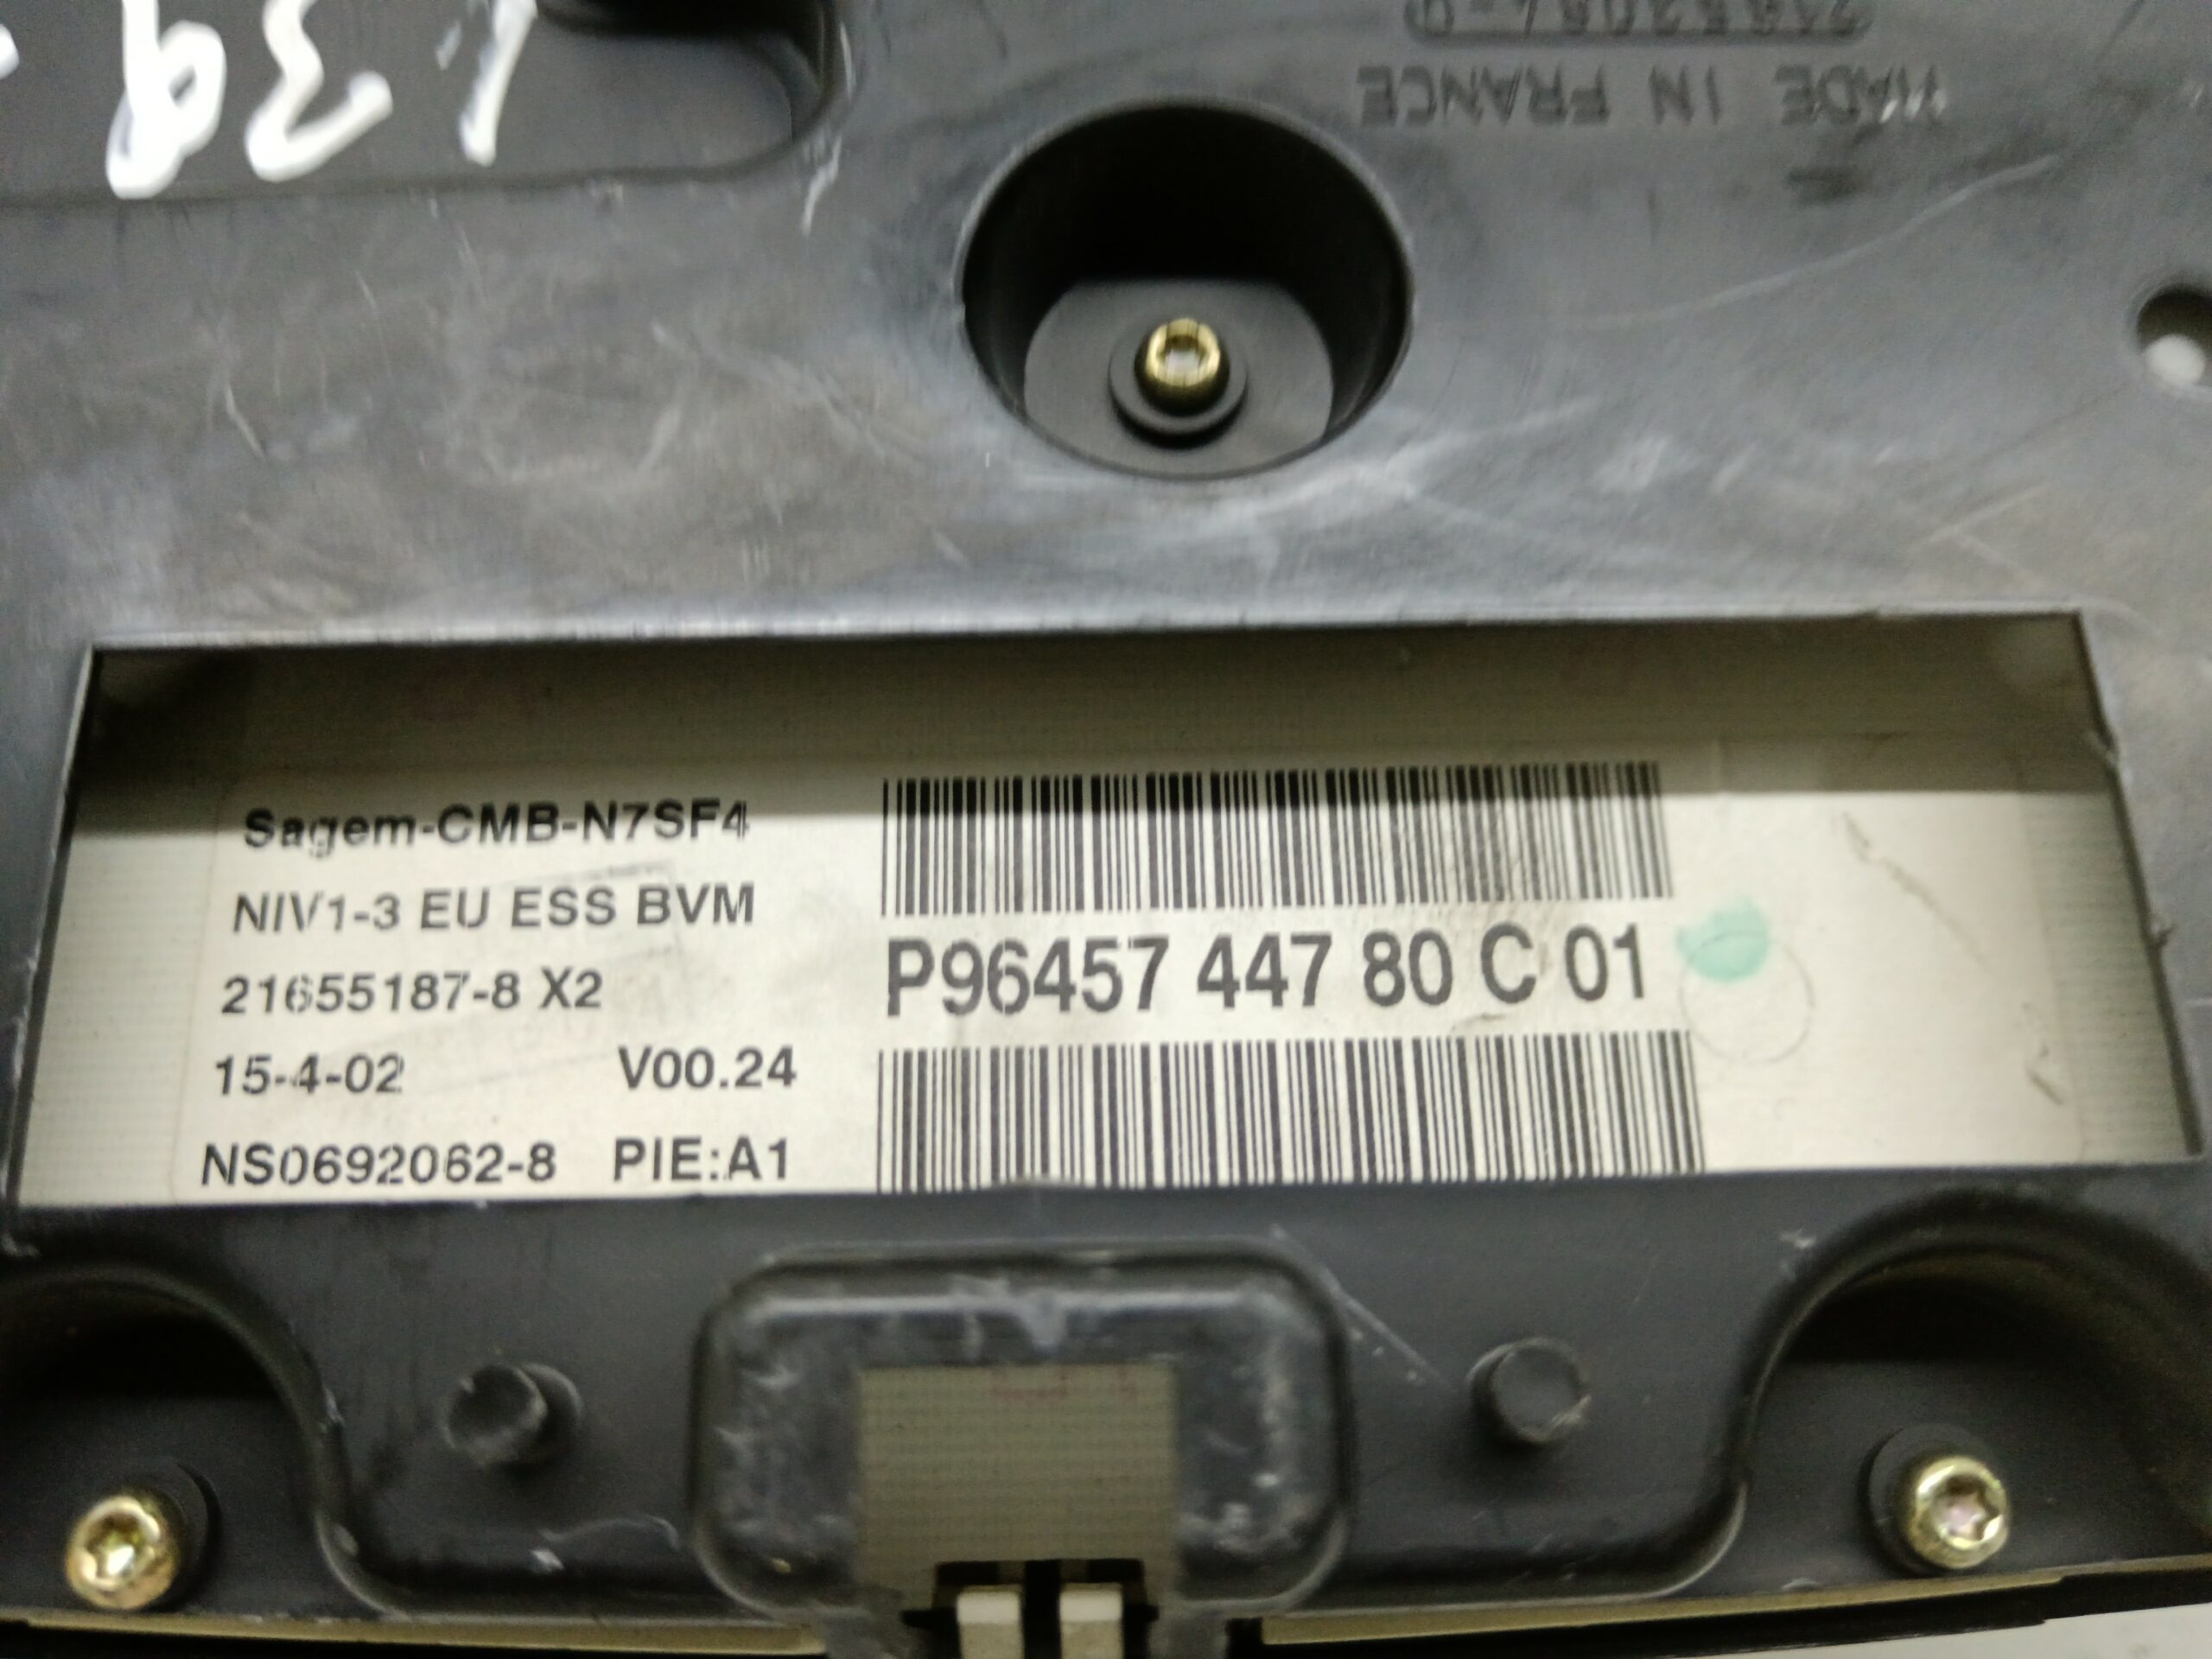 MADE IN FRANCE
Sagem-CMB-N7SF4
NIV1-3 EU ESS BVM
21655187-8 X2
15-4-02 V00.24
NS0692062-8 PIE:A1
P96457 447 80 C 01